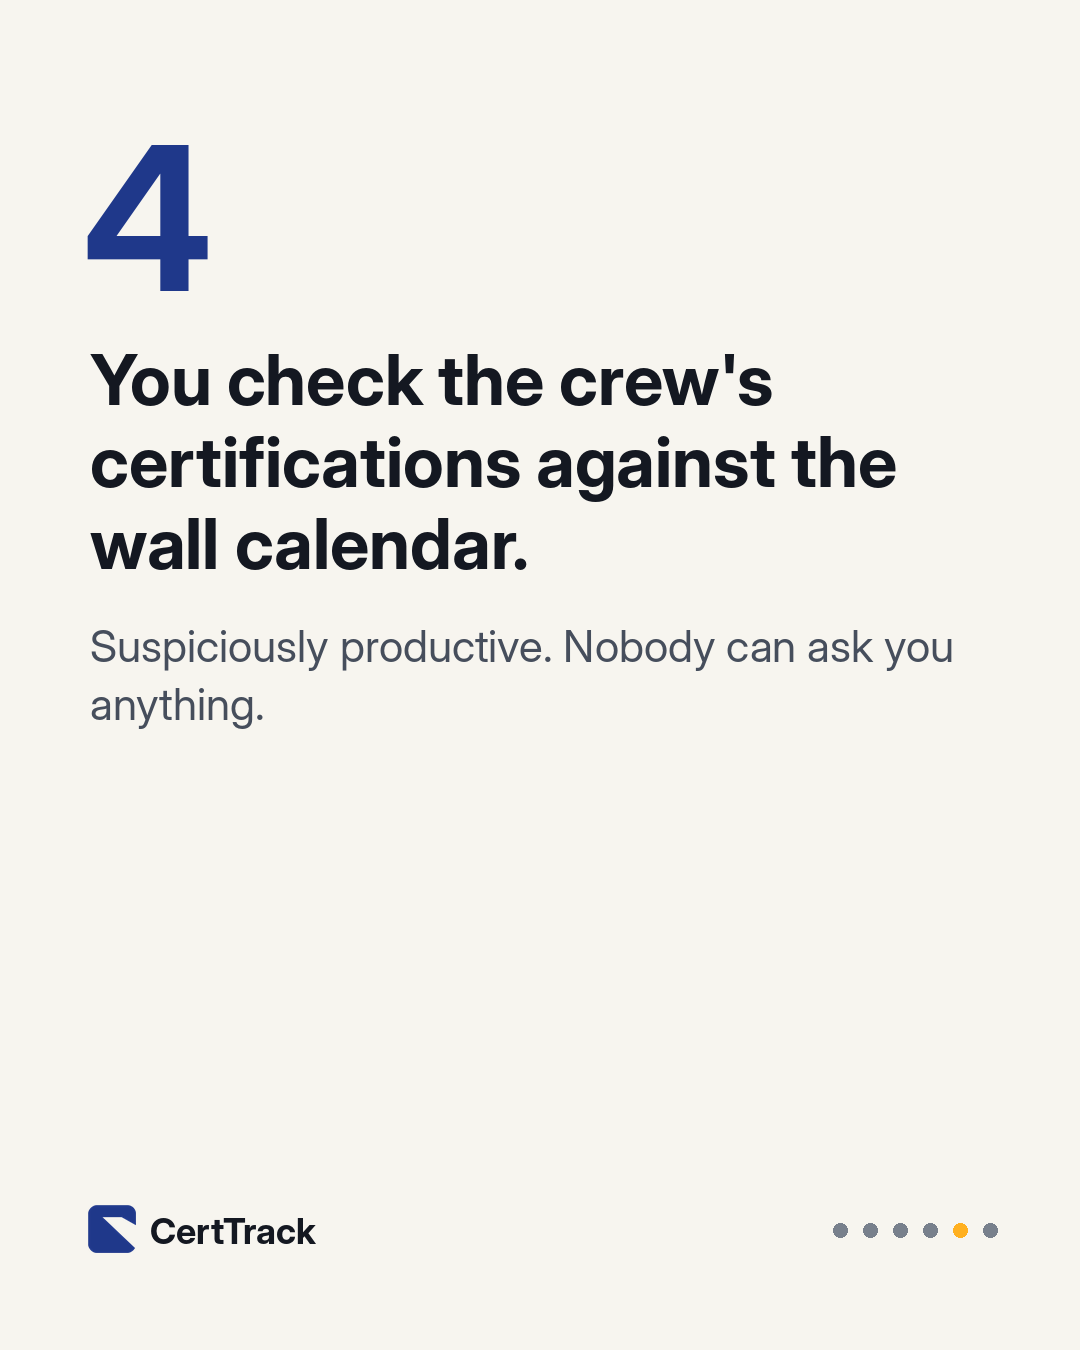 4
You check the crew's
certifications against the
wall calendar.
Suspiciously productive. Nobody can ask you
anything.
CertTrack